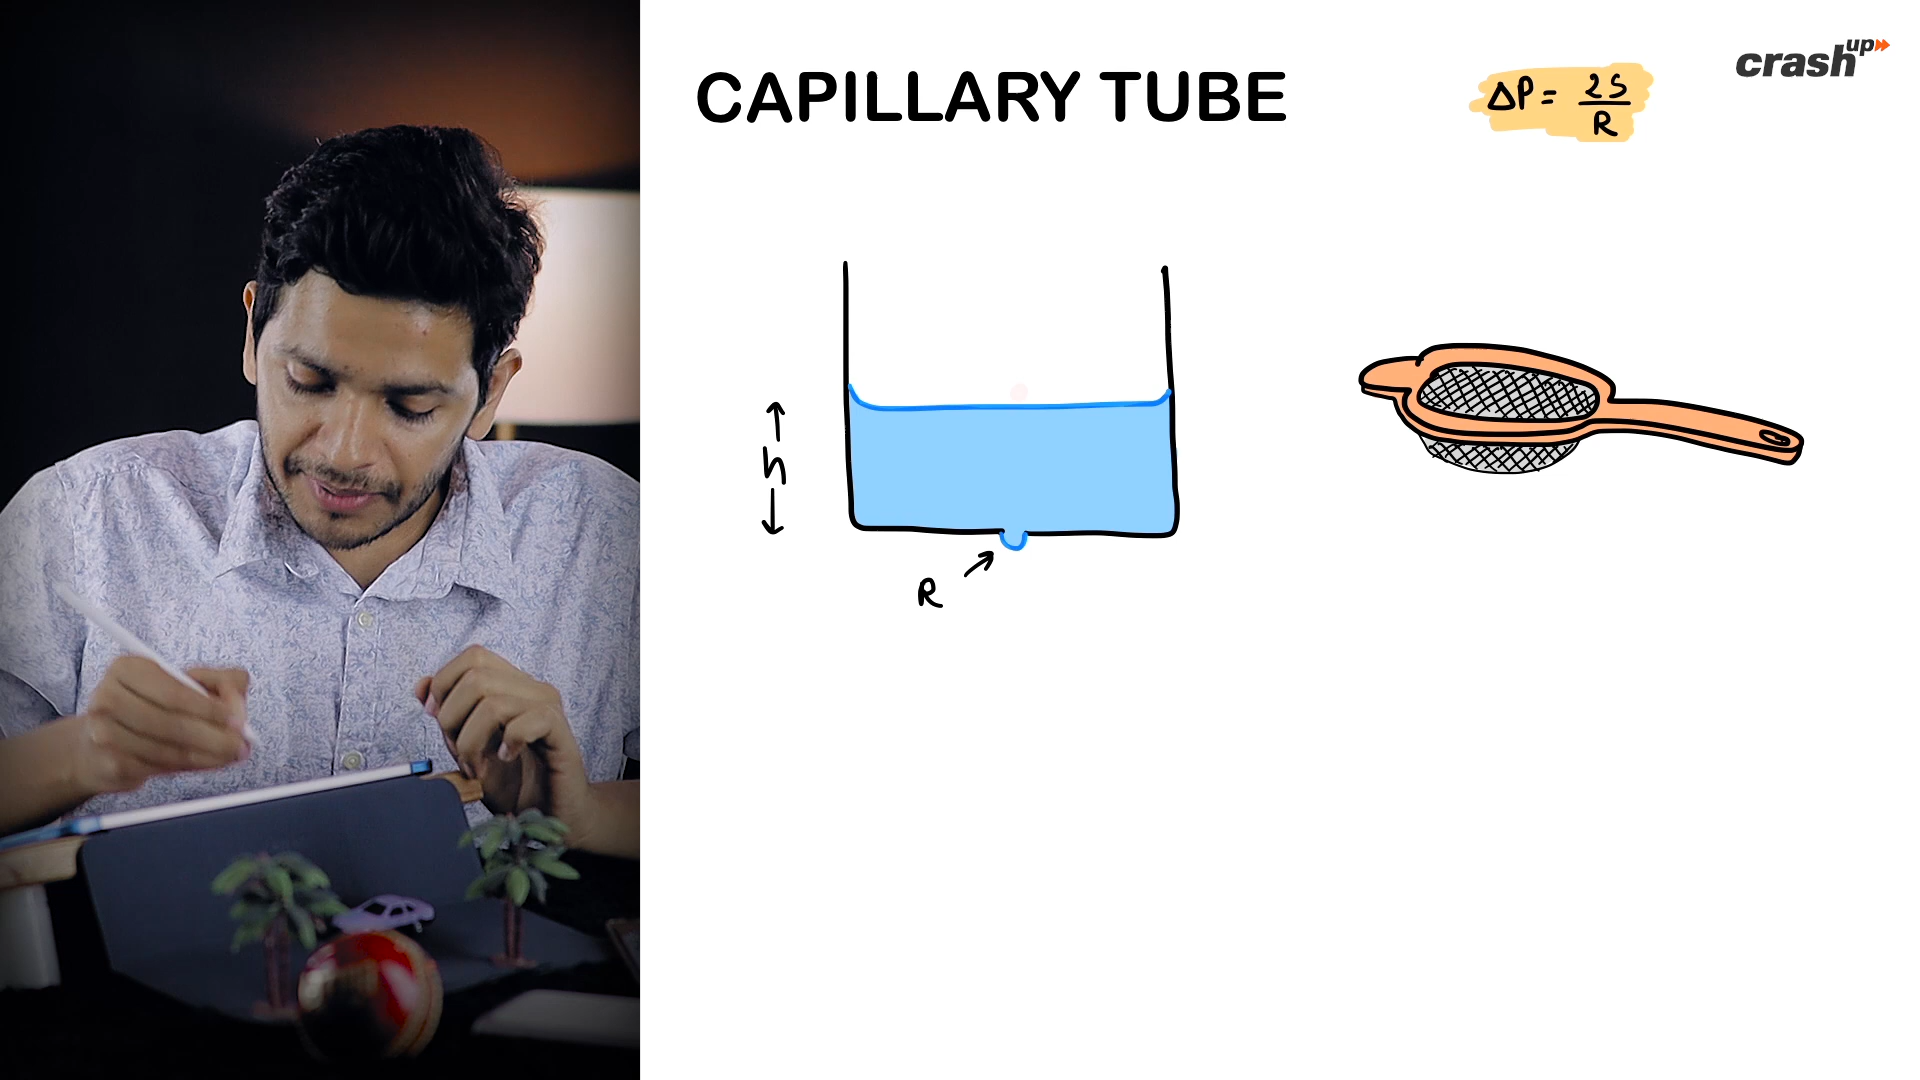 CAPILLARY TUBE
ΔP = 2S/R
crashup
h
R